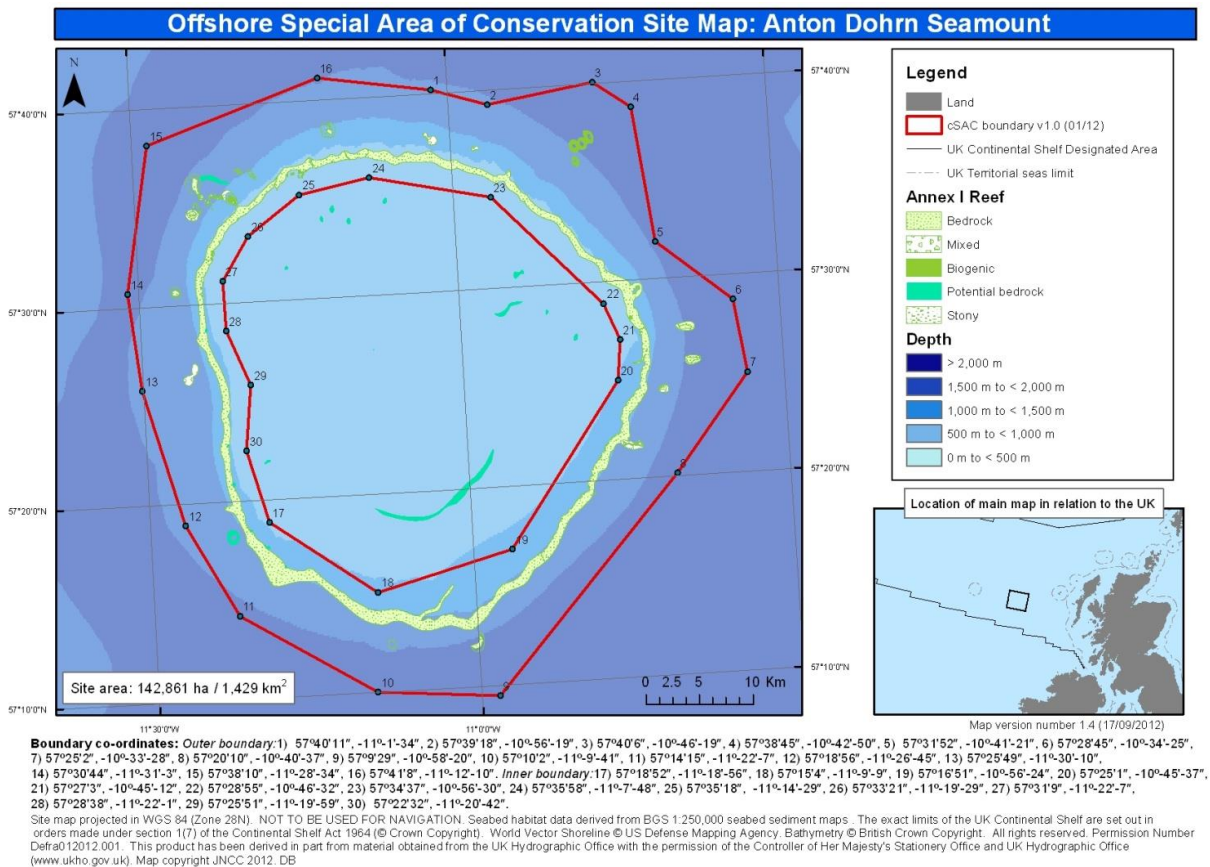 Offshore Special Area of Conservation Site Map: Anton Dohrn Seamount
N
57°40'0"N
57°40'0"N
57°30'0"N
57°30'0"N
57°20'0"N
57°20'0"N
57°10'0"N
57°10'0"N
11°30'0"W
11°0'0"W
1
2
3
4
5
6
7
8
9
10
11
12
13
14
15
16
17
18
19
20
21
22
23
24
25
26
27
28
29
30
Site area: 142,861 ha / 1,429 km²
0 2.5 5 10 Km
Legend
Land
cSAC boundary v1.0 (01/12)
UK Continental Shelf Designated Area
UK Territorial seas limit
Annex I Reef
Bedrock
Mixed
Biogenic
Potential bedrock
Stony
Depth
> 2,000 m
1,500 m to < 2,000 m
1,000 m to < 1,500 m
500 m to < 1,000 m
0 m to < 500 m
Location of main map in relation to the UK
Map version number 1.4 (17/09/2012)
Boundary co-ordinates: Outer boundary:1) 57º40'11", -11º-1'-34", 2) 57º39'18", -10º-56'-19", 3) 57º40'6", -10º-46'-19", 4) 57º38'45", -10º-42'-50", 5) 57º31'52", -10º-41'-21", 6) 57º28'45", -10º-34'-25",
7) 57º25'2", -10º-33'-28", 8) 57º20'10", -10º-40'-37", 9) 57º9'29", -10º-58'-20", 10) 57º10'2", -11º-9'-41", 11) 57º14'15", -11º-22'-7", 12) 57º18'56", -11º-26'-45", 13) 57º25'49", -11º-30'-10",
14) 57º30'44", -11º-31'-3", 15) 57º38'10", -11º-28'-34", 16) 57º41'8", -11º-12'-10". Inner boundary:17) 57º18'52", -11º-18'-56", 18) 57º15'4", -11º-9'-9", 19) 57º16'51", -10º-56'-24", 20) 57º25'1", -10º-45'-37",
21) 57º27'3", -10º-45'-12", 22) 57º28'55", -10º-46'-32", 23) 57º34'37", -10º-56'-30", 24) 57º35'58", -11º-7'-48", 25) 57º35'18", -11º-14'-29", 26) 57º33'21", -11º-19'-29", 27) 57º31'9", -11º-22'-7",
28) 57º28'38", -11º-22'-1", 29) 57º25'51", -11º-19'-59", 30) 57º22'32", -11º-20'-42".
Site map projected in WGS 84 (Zone 28N). NOT TO BE USED FOR NAVIGATION. Seabed habitat data derived from BGS 1:250,000 seabed sediment maps . The exact limits of the UK Continental Shelf are set out in
orders made under section 1(7) of the Continental Shelf Act 1964 (© Crown Copyright). World Vector Shoreline © US Defense Mapping Agency. Bathymetry © British Crown Copyright. All rights reserved. Permission Number
Defra012012.001. This product has been derived in part from material obtained from the UK Hydrographic Office with the permission of the Controller of Her Majesty's Stationery Office and UK Hydrographic Office
(www.ukho.gov.uk). Map copyright JNCC 2012. DB